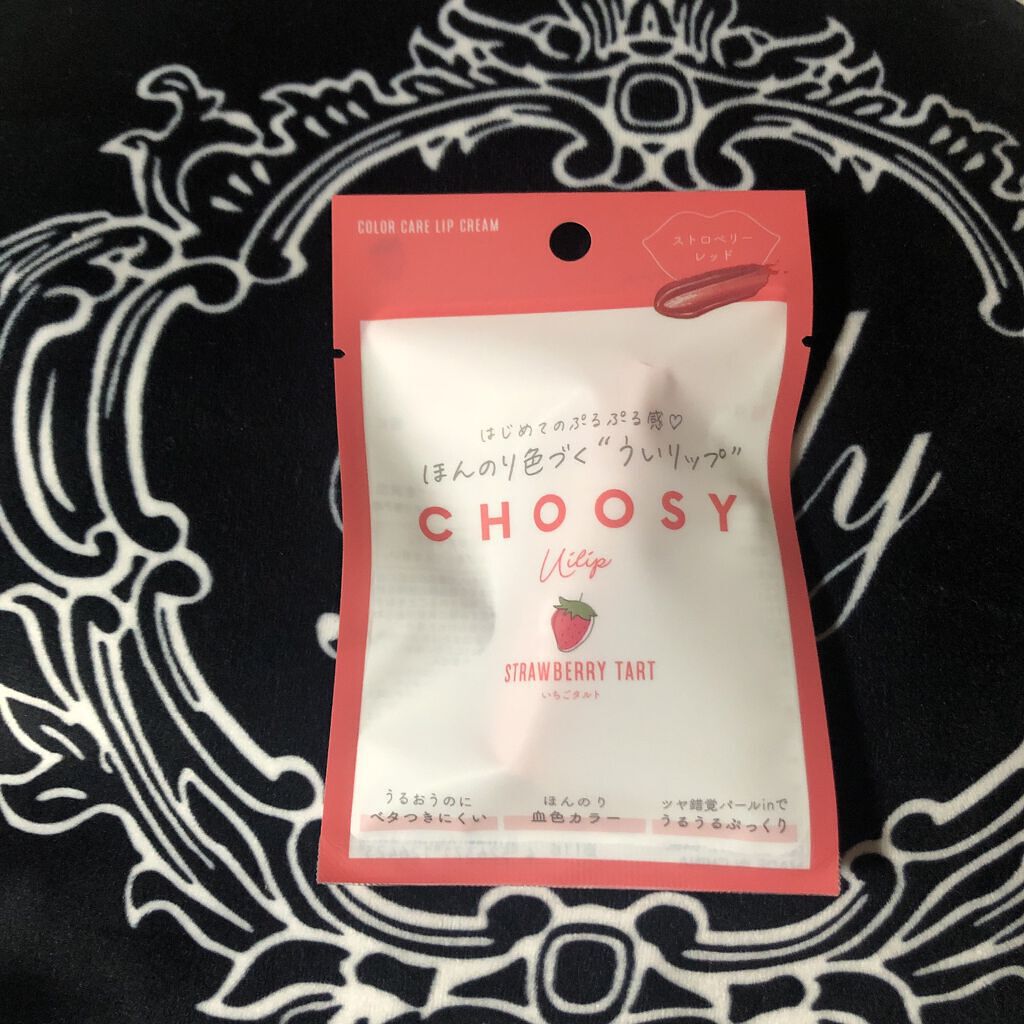 COLOR CARE LIP CREAM
ストロベリー
レッド
はじめてのぷるぷる感♡
ほんのり色づく“ういリップ”
CHOOSY
Uilip
STRAWBERRY TART
いちごタルト
うるおうのに
ベタつきにくい
ほんのり
血色カラー
ツヤ錯覚パールinで
うるうるぷっくり